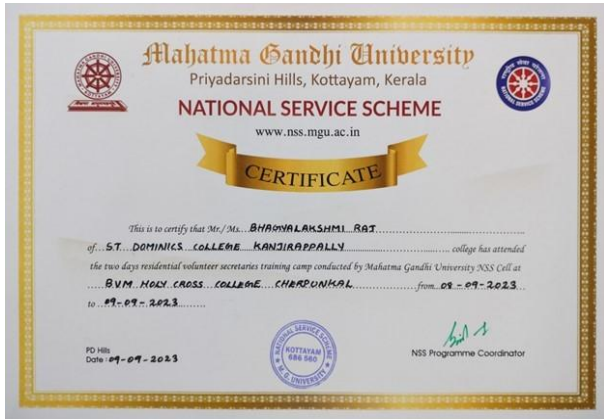 Mahatma Gandhi University
Priyadarsini Hills, Kottayam, Kerala
NATIONAL SERVICE SCHEME
www.nss.mgu.ac.in
CERTIFICATE
This is to certify that Mr./Ms. BHAGYALAKSHMI RAJ
of ST. DOMINICS COLLEGE KANJIRAPPALLY college has attended
the two days residential volunteer secretaries training camp conducted by Mahatma Gandhi University NSS Cell at
BVM HOLY CROSS COLLEGE CHERPUNKAL from 08-09-2023
to 09-09-2023
PD Hills
Date: 09-09-2023
NATIONAL SERVICE SCHEME
KOTTAYAM
686 560
M. G. UNIVERSITY
NSS Programme Coordinator